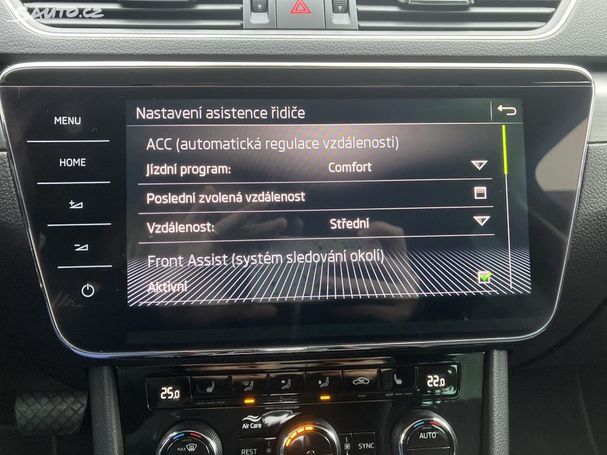 AUTO.CZ
Nastavení asistence řidiče
MENU
ACC (automatická regulace vzdálenosti)
HOME
Jízdní program: Comfort
Poslední zvolená vzdálenost
Vzdálenost: Střední
Front Assist (systém sledování okolí)
Aktivní
25.0
22.0
Air Care
REST
SYNC
AUTO
MAX